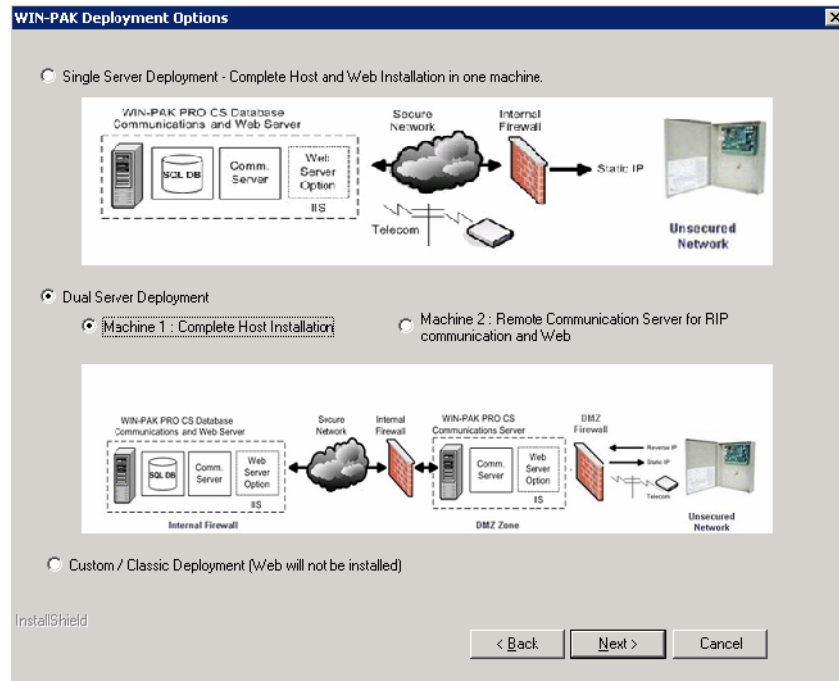 WIN-PAK Deployment Options
Single Server Deployment - Complete Host and Web Installation in one machine.
WIN-PAK PRO CS Database
Communications and Web Server
SQL DB
Comm.
Server
Web
Server
Option
IIS
Secure
Network
Telecom
Internal
Firewall
Static IP
Unsecured
Network
Dual Server Deployment
Machine 1 : Complete Host Installation
Machine 2 : Remote Communication Server for RIP
communication and Web
WIN-PAK PRO CS Database
Communications and Web Server
SQL DB
Comm.
Server
Web
Server
Option
IIS
Internal Firewall
Secure
Network
Internal
Firewall
WIN-PAK PRO CS
Communications Server
Comm.
Server
Web
Server
Option
IIS
DMZ Zone
DMZ
Firewall
Reverse IP
Static IP
Telecom
Unsecured
Network
Custom / Classic Deployment (Web will not be installed)
InstallShield
< Back
Next >
Cancel